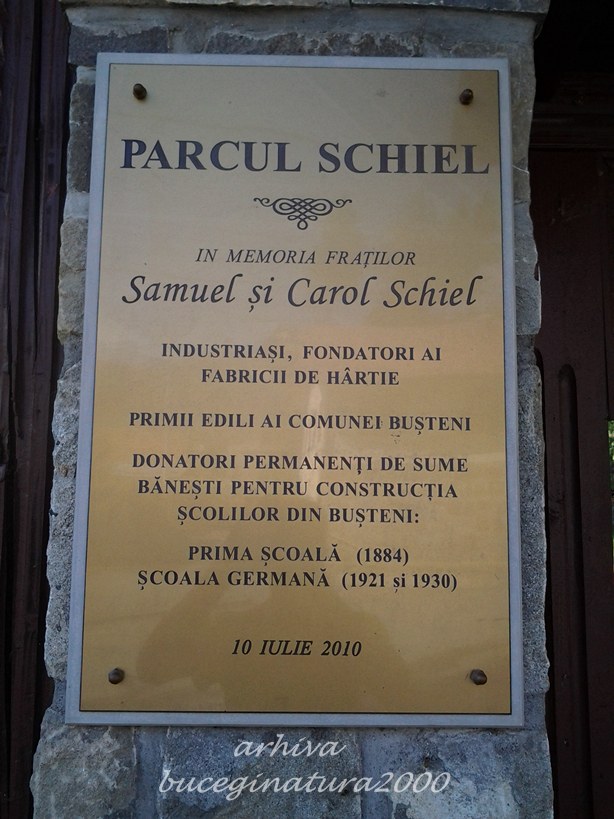 PARCUL SCHIEL
IN MEMORIA FRAȚILOR
Samuel și Carol Schiel
INDUSTRIAȘI, FONDATORI AI
FABRICII DE HÂRTIE
PRIMII EDILI AI COMUNEI BUȘTENI
DONATORI PERMANENȚI DE SUME
BĂNEȘTI PENTRU CONSTRUCȚIA
ȘCOLILOR DIN BUȘTENI:
PRIMA ȘCOALĂ (1884)
ȘCOALA GERMANĂ (1921 și 1930)
10 IULIE 2010
arhiva
buceginatura2000